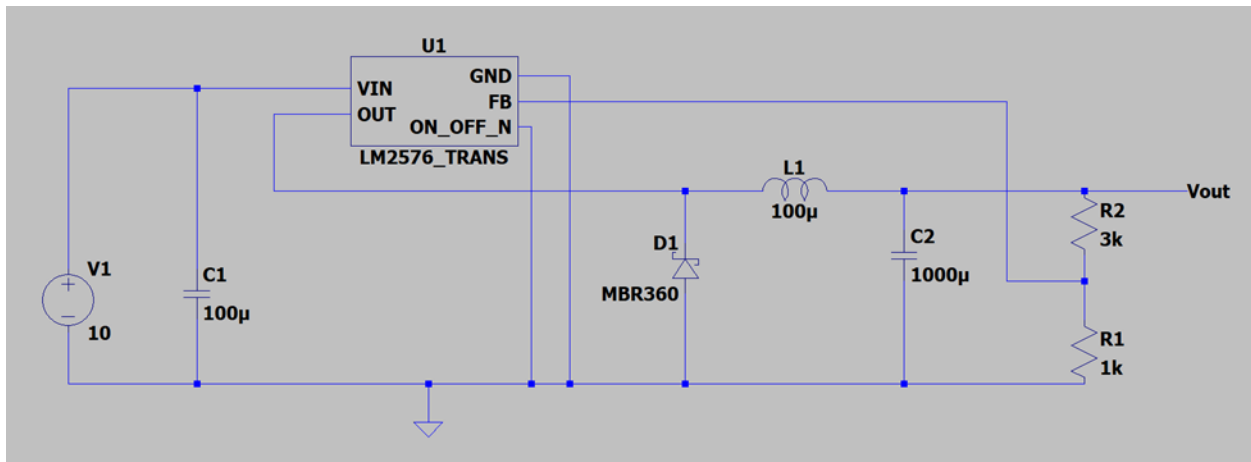 U1
VIN
GND
OUT
FB
ON_OFF_N
LM2576_TRANS
L1
100µ
Vout
R2
3k
D1
MBR360
C2
1000µ
V1
10
C1
100µ
R1
1k